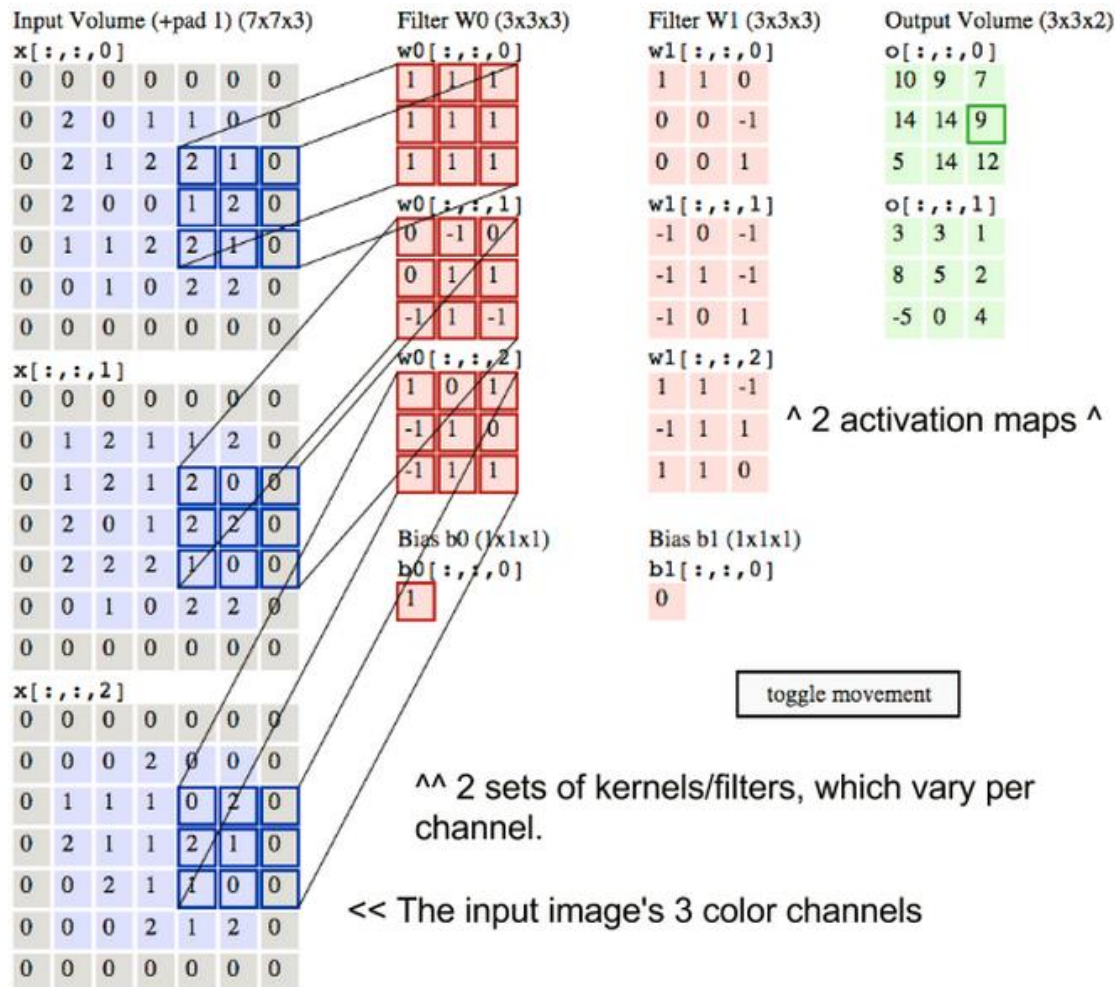 Input Volume (+pad 1) (7x7x3)
x[:,:,0]
0 0 0 0 0 0 0
0 2 0 1 1 0 0
0 2 1 2 2 1 0
0 2 0 0 1 2 0
0 1 1 2 2 1 0
0 0 1 0 2 2 0
0 0 0 0 0 0 0
x[:,:,1]
0 0 0 0 0 0 0
0 1 2 1 1 2 0
0 1 2 1 2 0 0
0 2 0 1 2 2 0
0 2 2 2 1 0 0
0 0 1 0 2 2 0
0 0 0 0 0 0 0
x[:,:,2]
0 0 0 0 0 0 0
0 0 0 2 0 0 0
0 1 1 1 0 2 0
0 2 1 1 2 1 0
0 0 2 1 1 0 0
0 0 0 2 1 2 0
0 0 0 0 0 0 0
Filter W0 (3x3x3)
w0[:,:,0]
1 1 1
1 1 1
1 1 1
w0[:,:,1]
0 -1 0
0 1 1
-1 1 -1
w0[:,:,2]
1 0 1
-1 1 0
-1 1 1
Bias b0 (1x1x1)
b0[:,:,0]
1
Filter W1 (3x3x3)
w1[:,:,0]
1 1 0
0 0 -1
0 0 1
w1[:,:,1]
-1 0 -1
-1 1 -1
-1 0 1
w1[:,:,2]
1 1 -1
-1 1 1
1 1 0
Bias b1 (1x1x1)
b1[:,:,0]
0
Output Volume (3x3x2)
o[:,:,0]
10 9 7
14 14 9
5 14 12
o[:,:,1]
3 3 1
8 5 2
-5 0 4
^ 2 activation maps ^
toggle movement
^^ 2 sets of kernels/filters, which vary per
channel.
<< The input image's 3 color channels